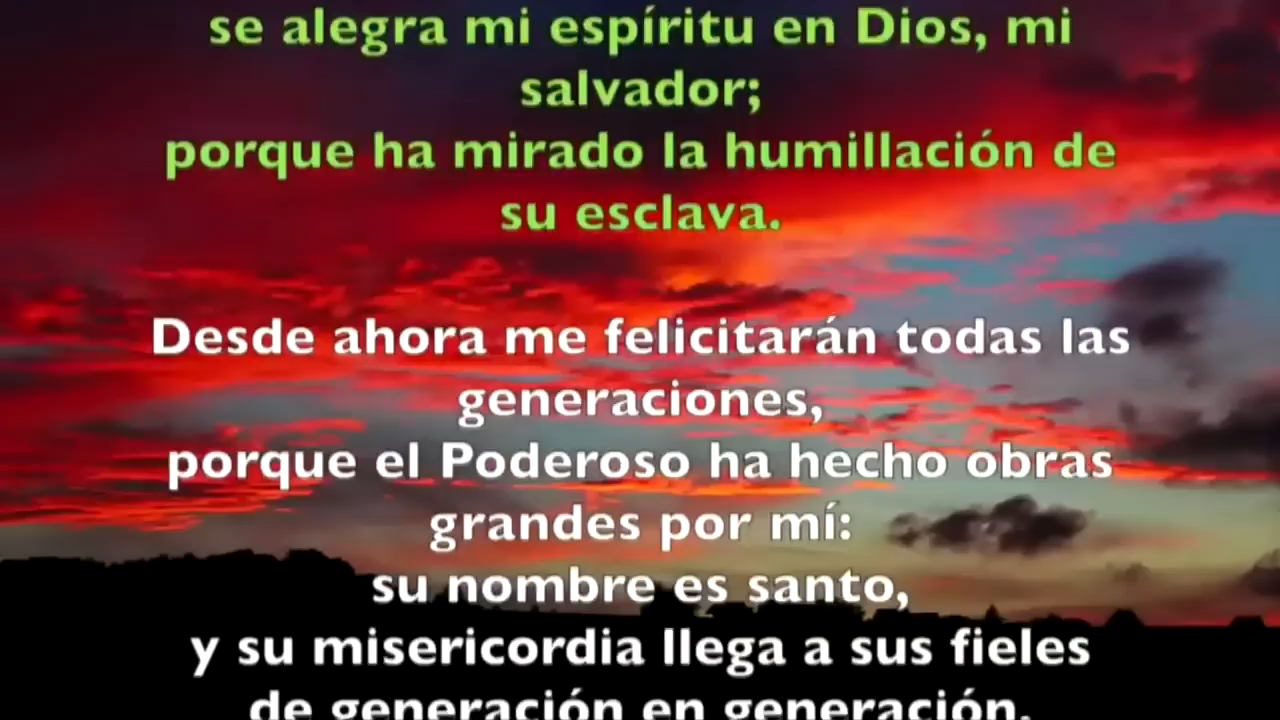 se alegra mi espíritu en Dios, mi
salvador;
porque ha mirado la humillación de
su esclava.
Desde ahora me felicitarán todas las
generaciones,
porque el Poderoso ha hecho obras
grandes por mí:
su nombre es santo,
y su misericordia llega a sus fieles
de generación en generación.